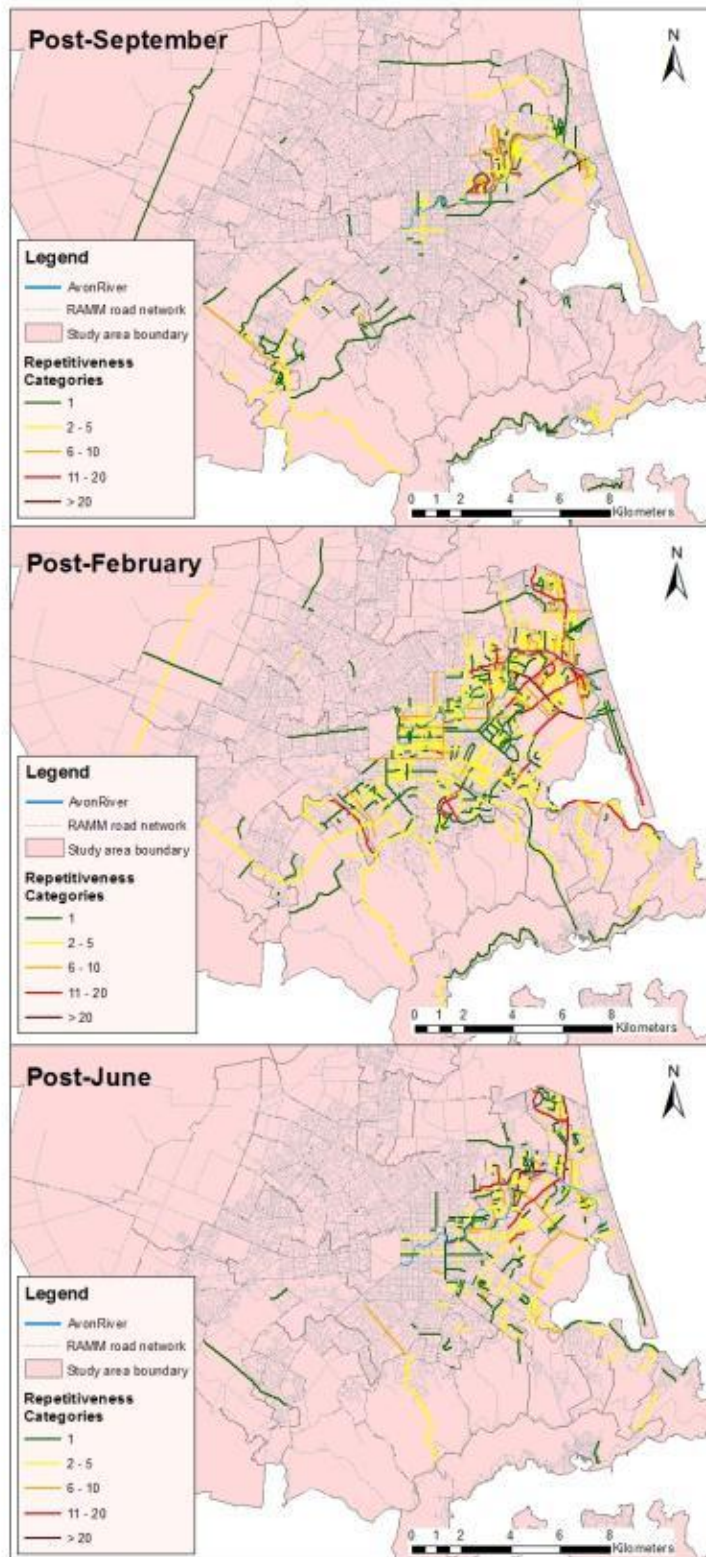 Post-September
N
Legend
AvonRiver
RAMM road network
Study area boundary
Repetitiveness
Categories
1
2 - 5
6 - 10
11 - 20
> 20
0 1 2 4 6 8
Kilometers
Post-February
N
Legend
AvonRiver
RAMM road network
Study area boundary
Repetitiveness
Categories
1
2 - 5
6 - 10
11 - 20
> 20
0 1 2 4 6 8
Kilometers
Post-June
N
Legend
AvonRiver
RAMM road network
Study area boundary
Repetitiveness
Categories
1
2 - 5
6 - 10
11 - 20
> 20
0 1 2 4 6 8
Kilometers